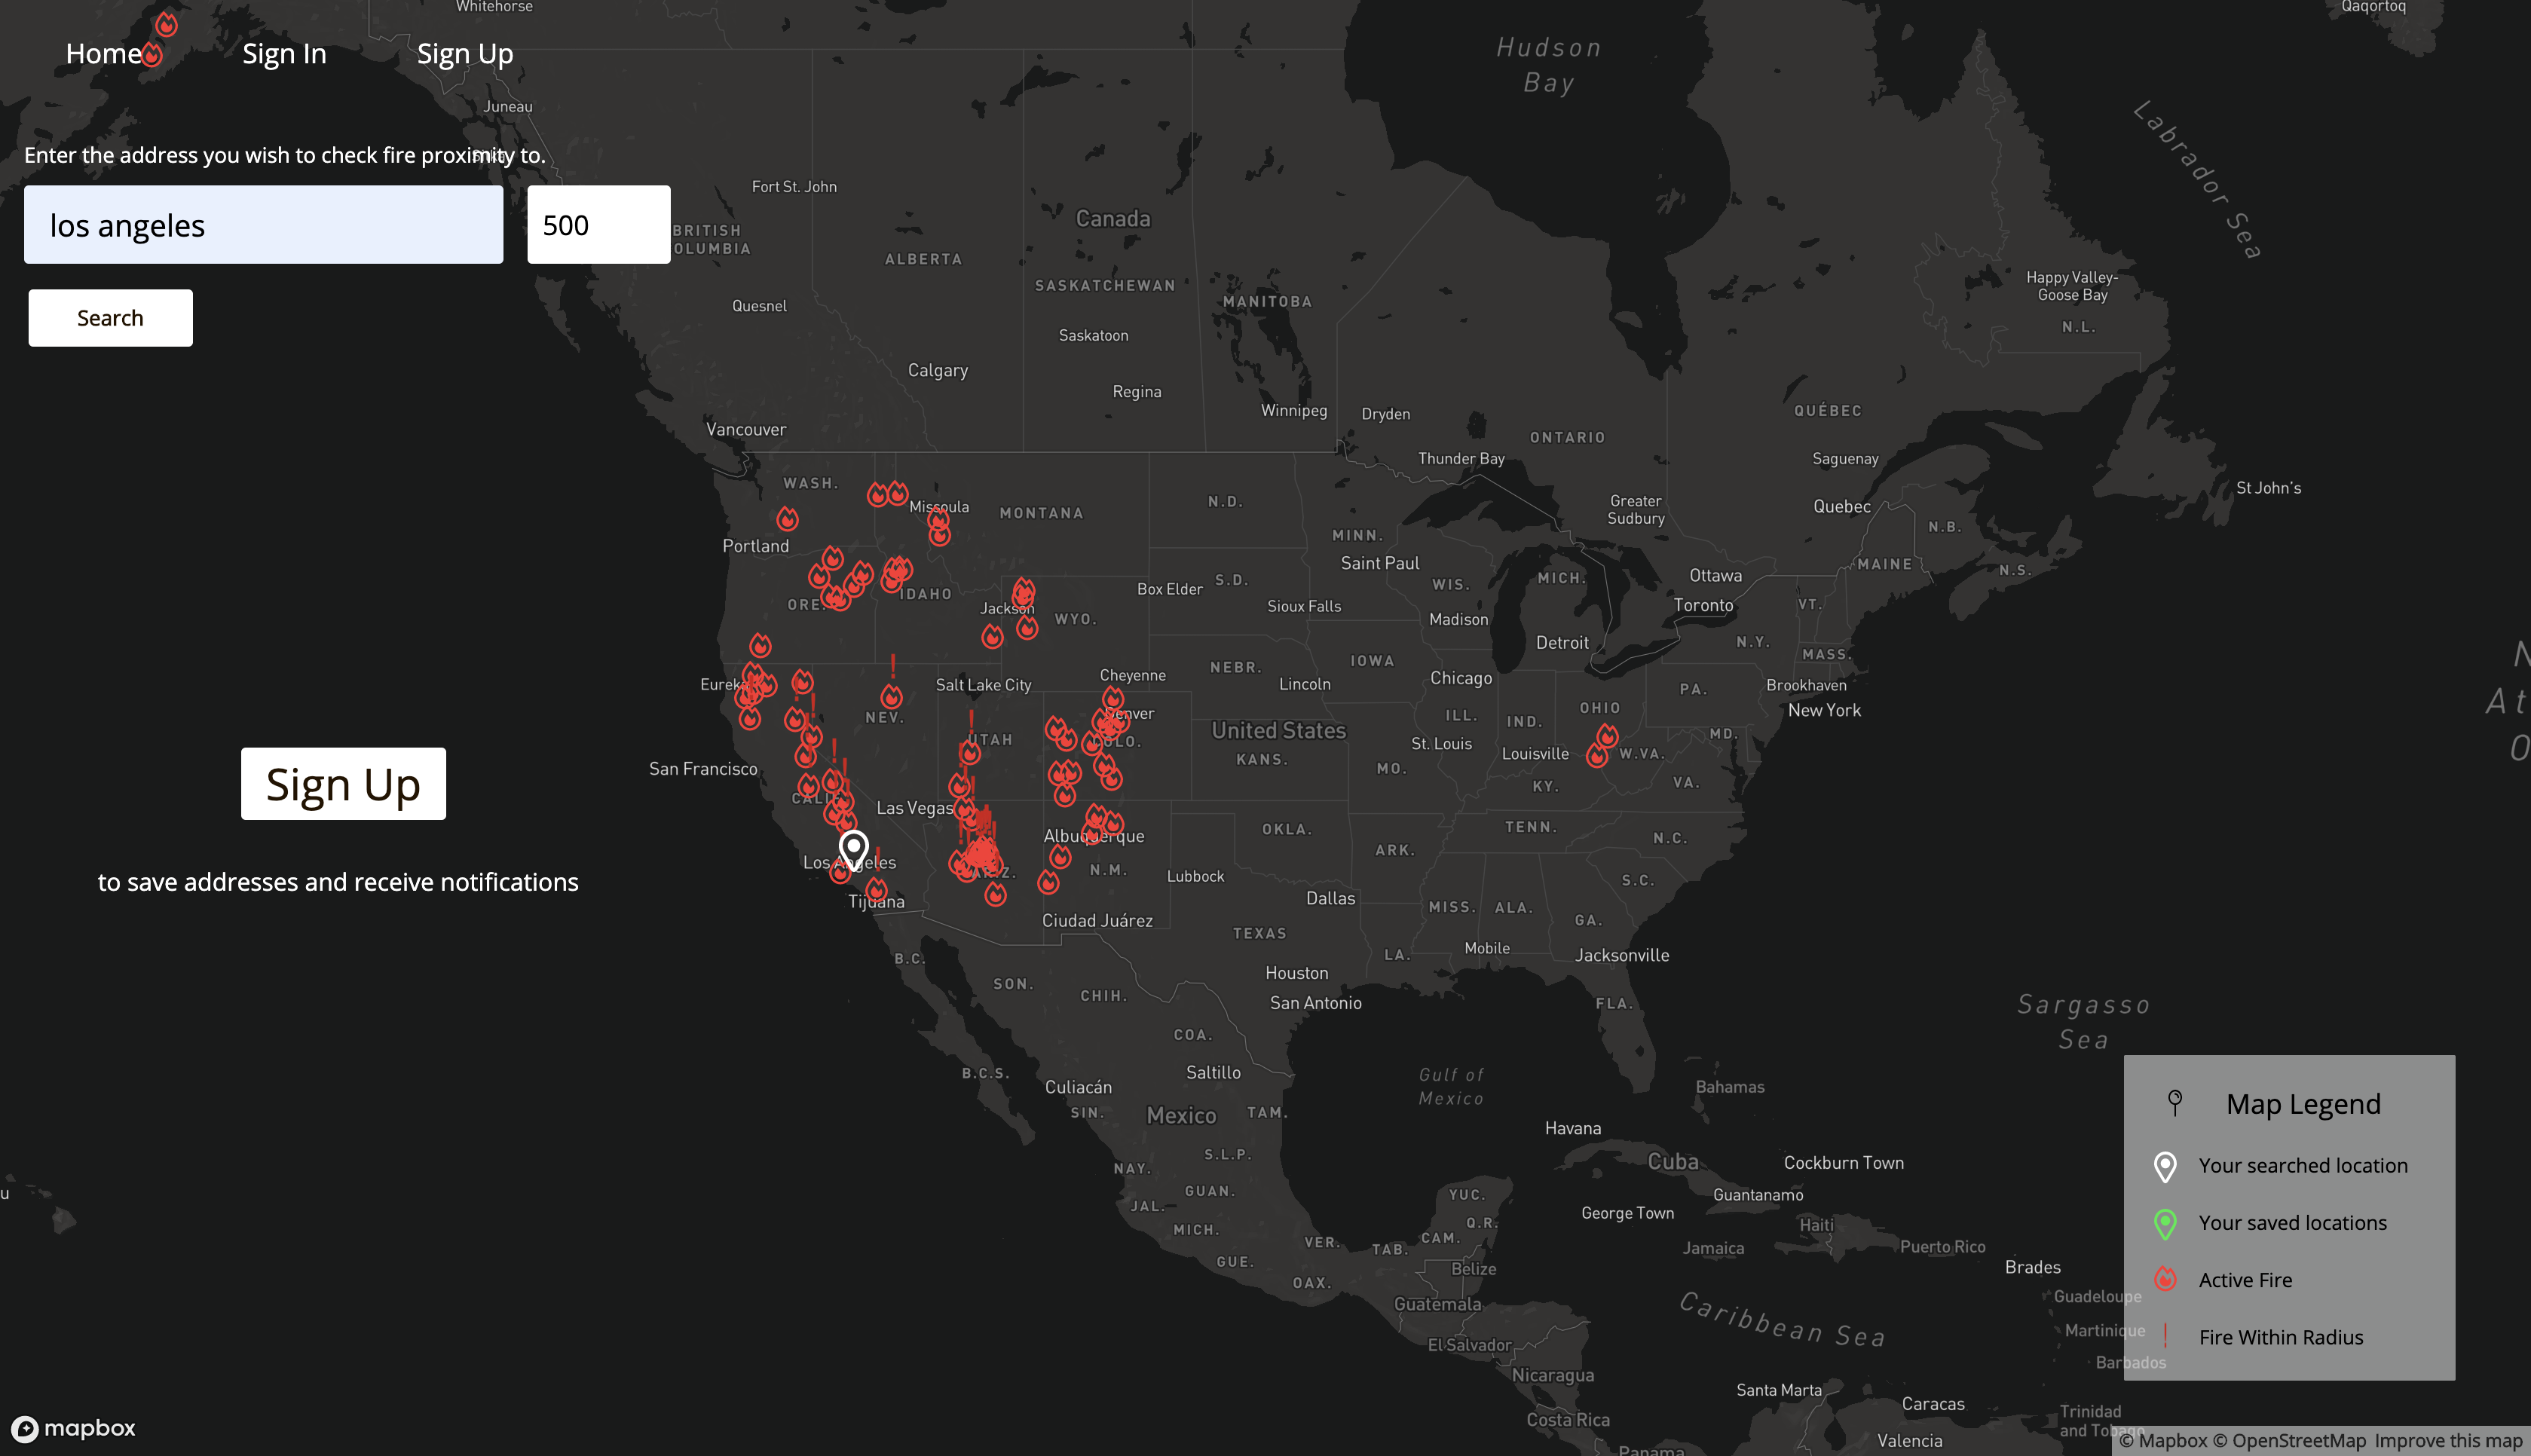 Whitehorse
Qaqortoq
Home
Sign In
Sign Up
Hudson
Bay
Juneau
Labrador Sea
Enter the address you wish to check fire proximity to.
Fort St. John
los angeles
500
Canada
BRITISH
OLUMBIA
ALBERTA
SASKATCHEWAN
MANITOBA
Happy Valley-
Goose Bay
N.L.
Quesnel
Search
Saskatoon
Calgary
Regina
Winnipeg
Dryden
QUÉBEC
Vancouver
ONTARIO
Thunder Bay
Saguenay
WASH.
St John's
Missoula
MONTANA
N.D.
Greater
Sudbury
Quebec
N.B.
Portland
MINN.
Saint Paul
MAINE
N.S.
ORE.
IDAHO
Jackson
WYO.
Box Elder
S.D.
Sioux Falls
WIS.
Madison
MICH.
Ottawa
Toronto
VT.
Detroit
N.Y.
MASS.
Eureka
Salt Lake City
Cheyenne
NEBR.
Lincoln
IOWA
Chicago
PA.
Brookhaven
New York
N
At
O
NEV.
UTAH
Denver
COLO.
United States
KANS.
ILL.
IND.
OHIO
St. Louis
Louisville
W.VA.
MD.
San Francisco
MO.
KY.
VA.
Sign Up
CALIF.
Las Vegas
Albuquerque
OKLA.
TENN.
N.C.
Los Angeles
ARIZ.
N.M.
Lubbock
ARK.
S.C.
to save addresses and receive notifications
Tijuana
Dallas
MISS.
ALA.
GA.
Ciudad Juárez
TEXAS
Mobile
Jacksonville
B.C.
LA.
SON.
CHIH.
Houston
San Antonio
FLA.
Sargasso
Sea
COA.
B.C.S.
Culiacán
Saltillo
Gulf of
Mexico
Bahamas
SIN.
Mexico
TAM.
Havana
Cuba
Cockburn Town
Map Legend
S.L.P.
NAY.
GUAN.
JAL.
YUC.
Guantanamo
Your searched location
u
MICH.
Q.R.
George Town
Haiti
Your saved locations
VER.
TAB.
CAM.
Jamaica
Puerto Rico
GUE.
OAX.
Belize
Brades
Active Fire
Guatemala
Caribbean Sea
Guadeloupe
El Salvador
Martinique
Fire Within Radius
Barbados
Nicaragua
Santa Marta
Caracas
Costa Rica
Trinidad
and Tobago
Valencia
Panama
mapbox
© Mapbox © OpenStreetMap Improve this map